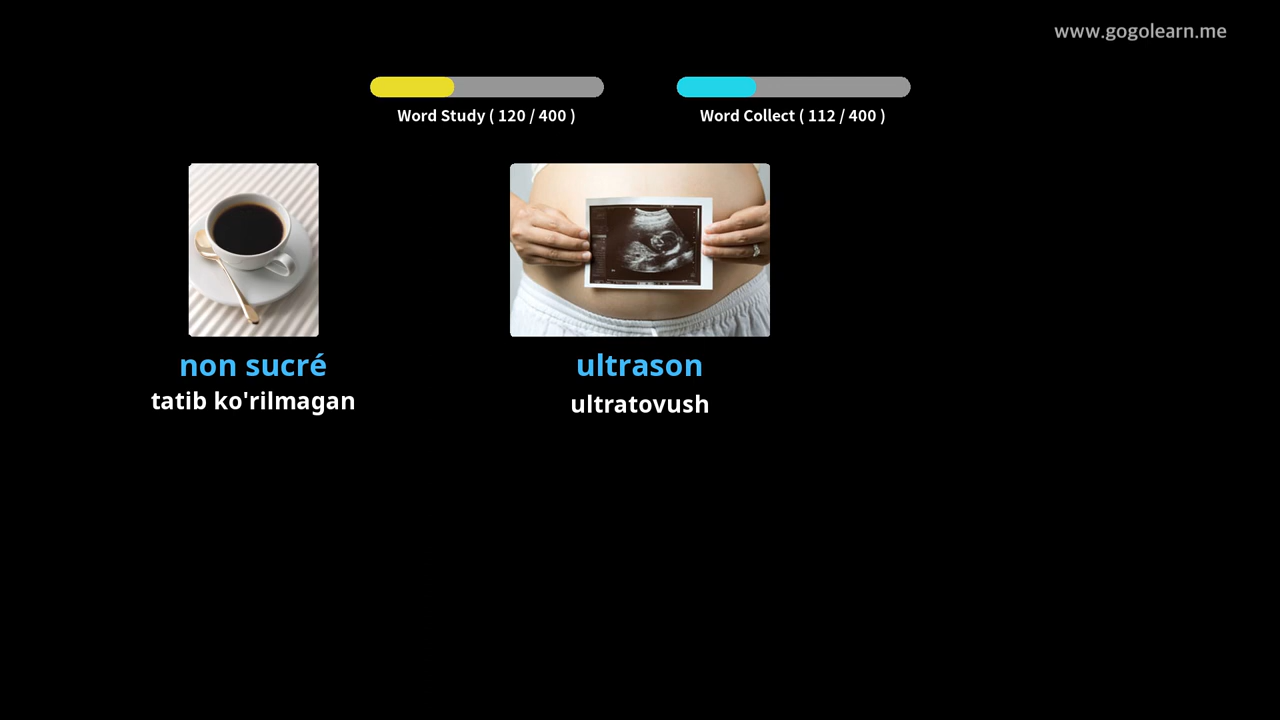 www.gogolearn.me
Word Study ( 120 / 400 )
Word Collect ( 112 / 400 )
non sucré
tatib ko'rilmagan
ultrason
ultratovush